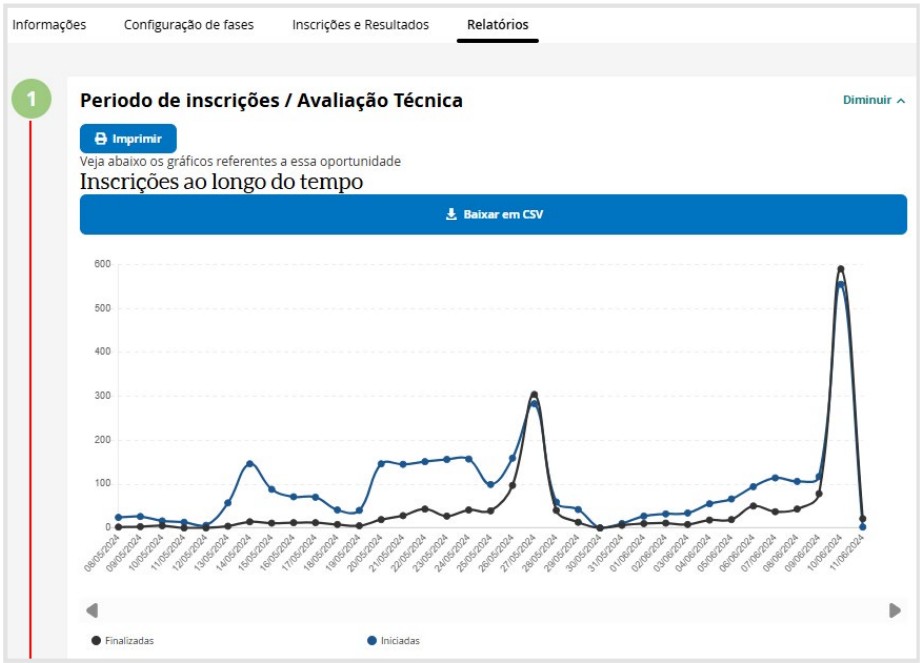 Informações Configuração de fases Inscrições e Resultados Relatórios
1
Periodo de inscrições / Avaliação Técnica
Diminuir
Imprimir
Veja abaixo os gráficos referentes a essa oportunidade
Inscrições ao longo do tempo
Baixar em CSV
600
500
400
300
200
100
0
08/05/2024 09/05/2024 10/05/2024 11/05/2024 12/05/2024 13/05/2024 14/05/2024 15/05/2024 16/05/2024 17/05/2024 18/05/2024 19/05/2024 20/05/2024 21/05/2024 22/05/2024 23/05/2024 24/05/2024 25/05/2024 26/05/2024 27/05/2024 28/05/2024 29/05/2024 30/05/2024 31/05/2024 01/06/2024 02/06/2024 03/06/2024 04/06/2024 05/06/2024 06/06/2024 07/06/2024 08/06/2024 09/06/2024 10/06/2024 11/06/2024
Finalizadas Iniciadas